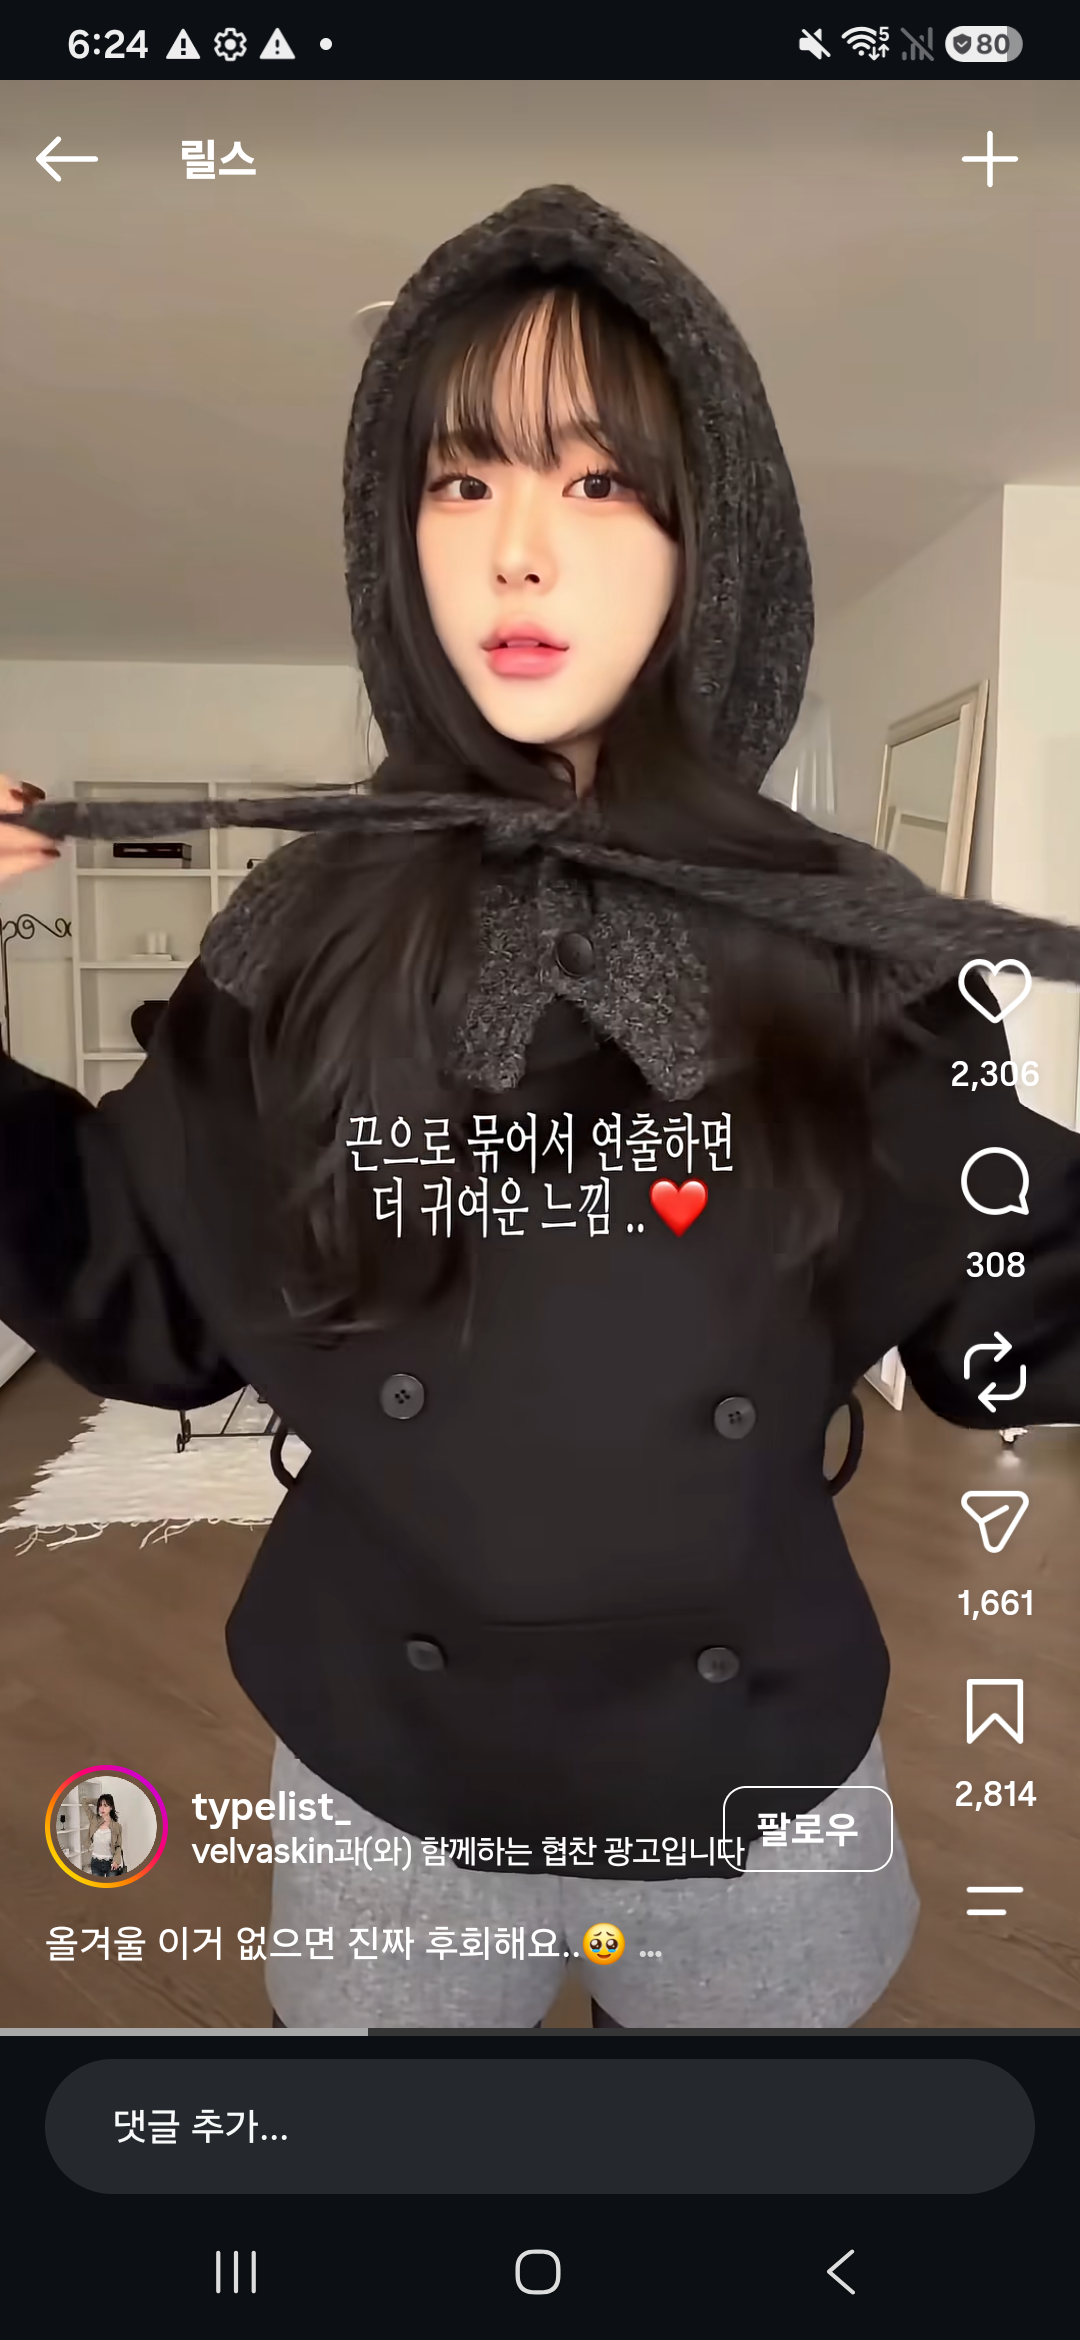 6:24
5
80
릴스
끈으로 묶어서 연출하면
더 귀여운 느낌 ..❤️
2,306
308
1,661
2,814
typelist_
velvaskin과(와) 함께하는 협찬 광고입니다
팔로우
올겨울 이거 없으면 진짜 후회해요..🥹 ...
댓글 추가...